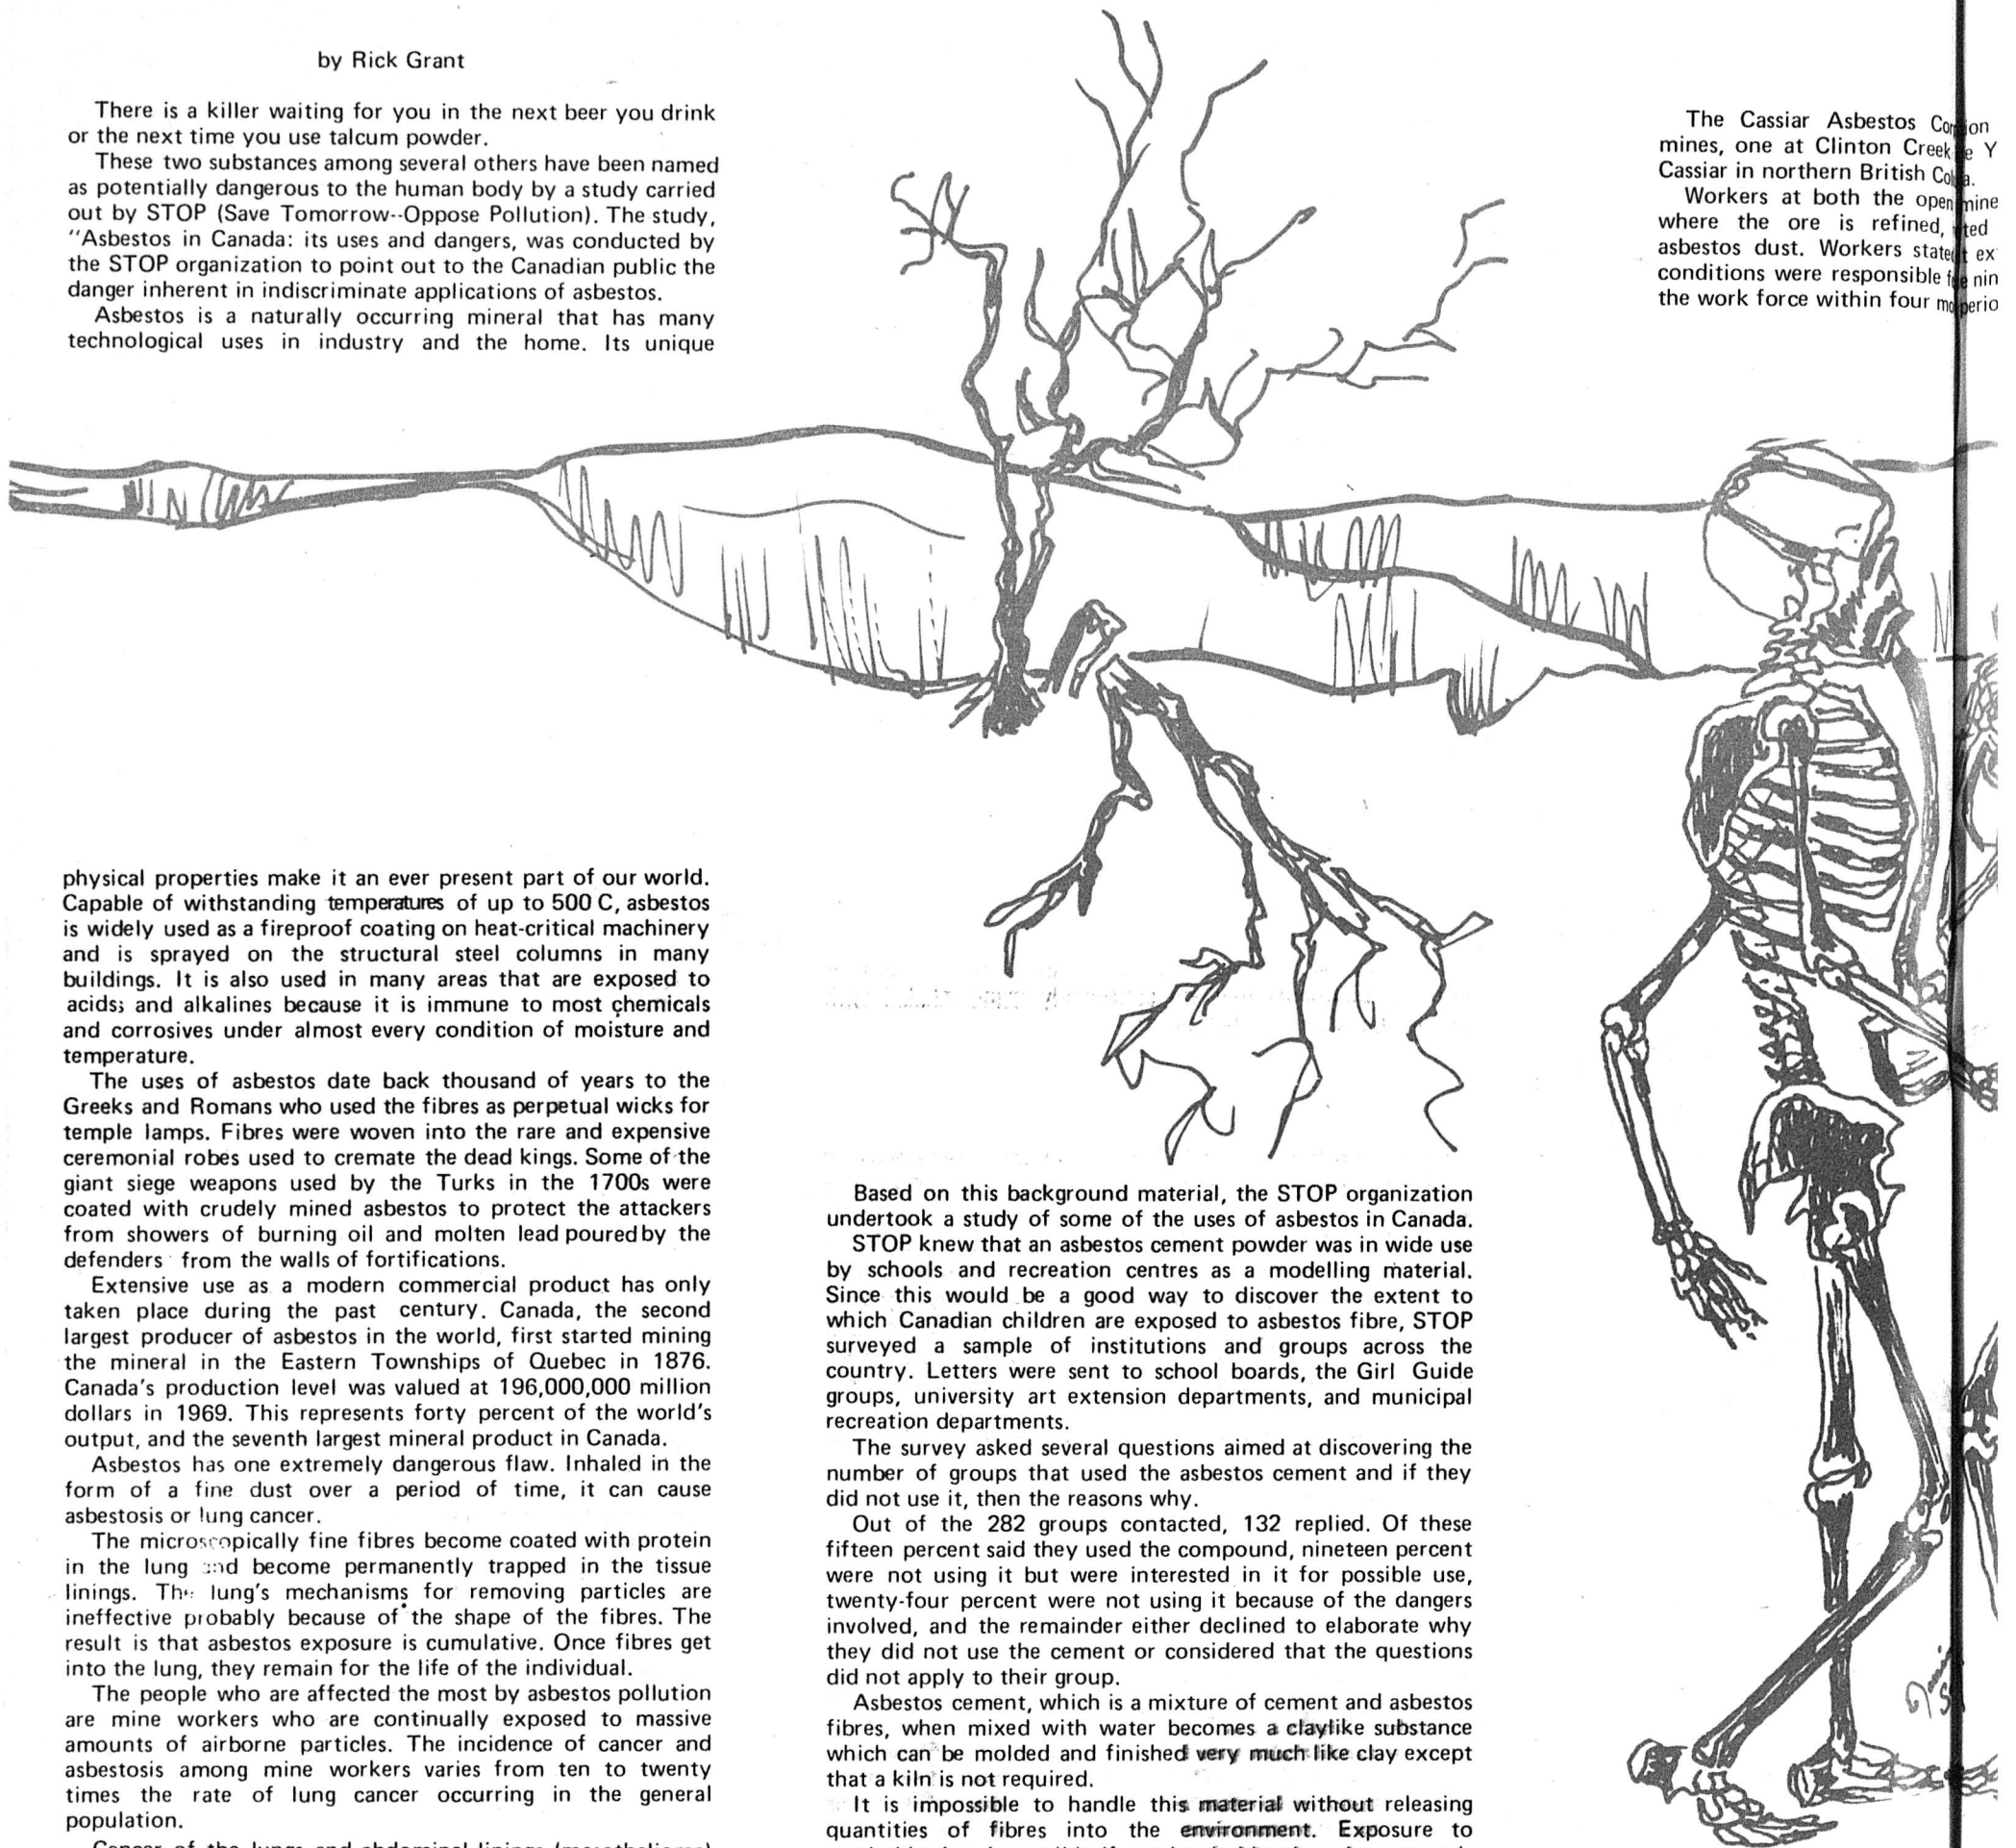 by Rick Grant
There is a killer waiting for you in the next beer you drink
or the next time you use talcum powder.
These two substances among several others have been named
as potentially dangerous to the human body by a study carried
out by STOP (Save Tomorrow--Oppose Pollution). The study,
"Asbestos in Canada: its uses and dangers, was conducted by
the STOP organization to point out to the Canadian public the
danger inherent in indiscriminate applications of asbestos.
Asbestos is a naturally occurring mineral that has many
technological uses in industry and the home. Its unique
physical properties make it an ever present part of our world.
Capable of withstanding temperatures of up to 500 C, asbestos
is widely used as a fireproof coating on heat-critical machinery
and is sprayed on the structural steel columns in many
buildings. It is also used in many areas that are exposed to
acids; and alkalines because it is immune to most chemicals
and corrosives under almost every condition of moisture and
temperature.
The uses of asbestos date back thousand of years to the
Greeks and Romans who used the fibres as perpetual wicks for
temple lamps. Fibres were woven into the rare and expensive
ceremonial robes used to cremate the dead kings. Some of the
giant siege weapons used by the Turks in the 1700s were
coated with crudely mined asbestos to protect the attackers
from showers of burning oil and molten lead poured by the
defenders from the walls of fortifications.
Extensive use as a modern commercial product has only
taken place during the past century. Canada, the second
largest producer of asbestos in the world, first started mining
the mineral in the Eastern Townships of Quebec in 1876.
Canada's production level was valued at 196,000,000 million
dollars in 1969. This represents forty percent of the world's
output, and the seventh largest mineral product in Canada.
Asbestos has one extremely dangerous flaw. Inhaled in the
form of a fine dust over a period of time, it can cause
asbestosis or lung cancer.
The microscopically fine fibres become coated with protein
in the lung and become permanently trapped in the tissue
linings. The lung's mechanisms for removing particles are
ineffective probably because of the shape of the fibres. The
result is that asbestos exposure is cumulative. Once fibres get
into the lung, they remain for the life of the individual.
The people who are affected the most by asbestos pollution
are mine workers who are continually exposed to massive
amounts of airborne particles. The incidence of cancer and
asbestosis among mine workers varies from ten to twenty
times the rate of lung cancer occurring in the general
population.
Based on this background material, the STOP organization
undertook a study of some of the uses of asbestos in Canada.
STOP knew that an asbestos cement powder was in wide use
by schools and recreation centres as a modelling material.
Since this would be a good way to discover the extent to
which Canadian children are exposed to asbestos fibre, STOP
surveyed a sample of institutions and groups across the
country. Letters were sent to school boards, the Girl Guide
groups, university art extension departments, and municipal
recreation departments.
The survey asked several questions aimed at discovering the
number of groups that used the asbestos cement and if they
did not use it, then the reasons why.
Out of the 282 groups contacted, 132 replied. Of these
fifteen percent said they used the compound, nineteen percent
were not using it but were interested in it for possible use,
twenty-four percent were not using it because of the dangers
involved, and the remainder either declined to elaborate why
they did not use the cement or considered that the questions
did not apply to their group.
Asbestos cement, which is a mixture of cement and asbestos
fibres, when mixed with water becomes a claylike substance
which can be molded and finished very much like clay except
that a kiln is not required.
It is impossible to handle this material without releasing
quantities of fibres into the environment. Exposure to
The Cassiar Asbestos
mines, one at Clinton Creek
Cassiar in northern British
Workers at both the open
where the ore is refined,
asbestos dust. Workers stated
conditions were responsible
the work force within four